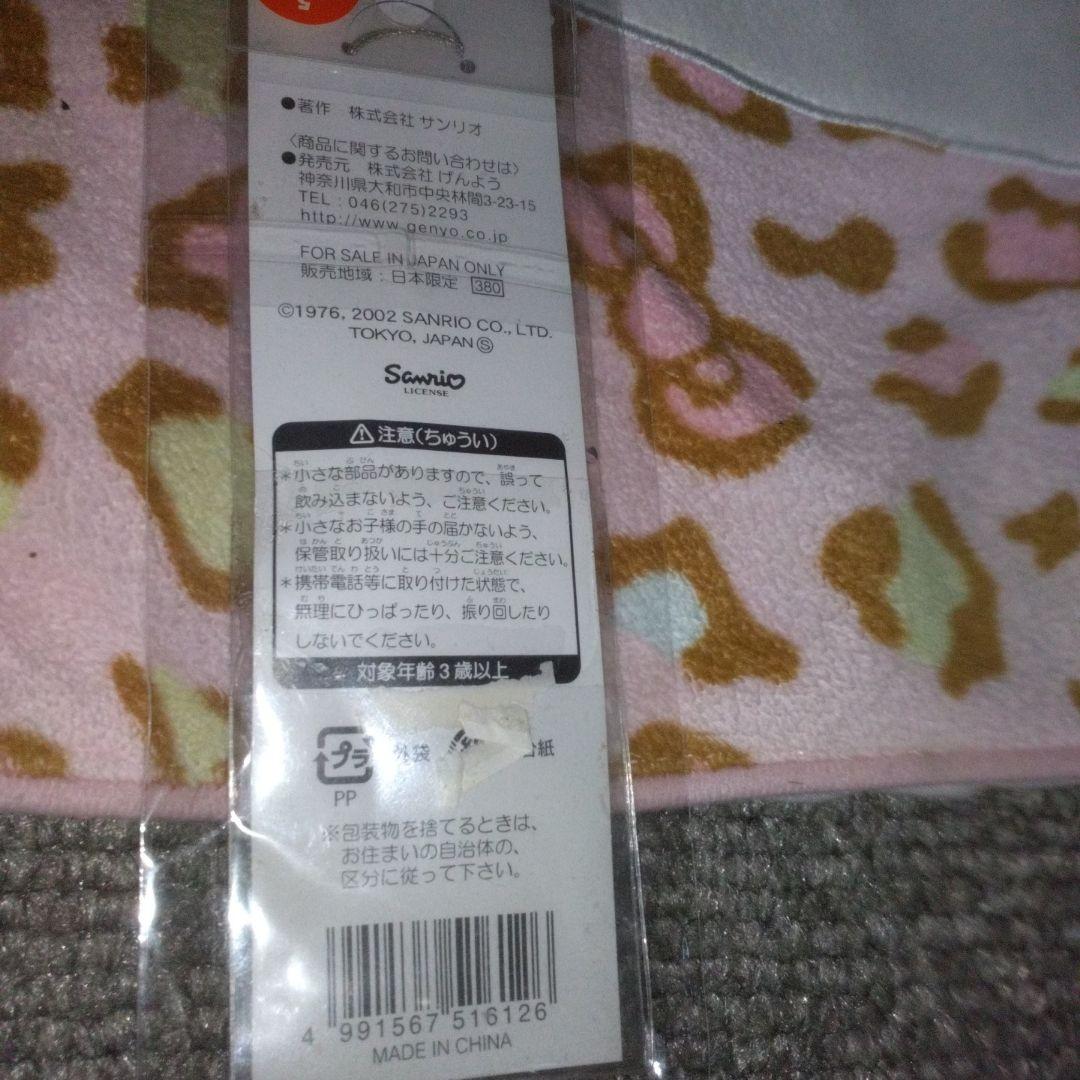 5
●著作 株式会社 サンリオ
〈商品に関するお問い合わせは〉
●発売元 株式会社 げんよう
神奈川県大和市中央林間3-23-15
TEL:046(275)2293
http://www.genyo.co.jp
FOR SALE IN JAPAN ONLY
販売地域:日本限定 380
©1976, 2002 SANRIO CO., LTD.
TOKYO, JAPAN Ⓢ
Sanrio
LICENSE
⚠注意(ちゅうい)
*小さな部品がありますので、誤って
飲み込まないよう、ご注意ください。
*小さなお子様の手の届かないよう、
保管取り扱いには十分ご注意ください。
*携帯電話等に取り付けた状態で、
無理にひっぱったり、振り回したり
しないでください。
対象年齢3歳以上
プラ 外袋 台紙
PP
※包装物を捨てるときは、
お住まいの自治体の、
区分に従って下さい。
4 991567 516126
MADE IN CHINA